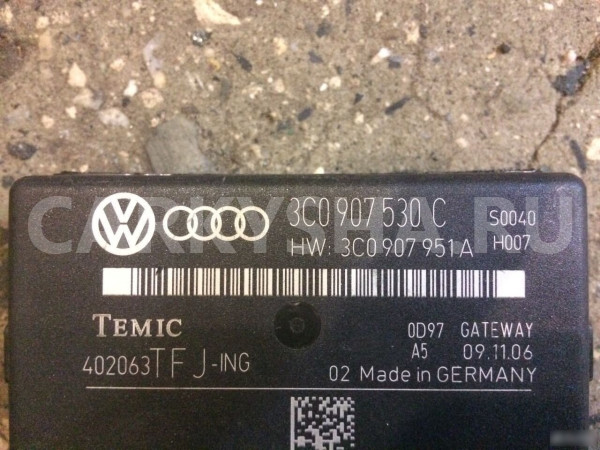 3C0 907 530 C S0040
HW: 3C0 907 951 A H007
CARKYSHA.RU
TEMIC 0D97 GATEWAY
A5 09.11.06
402063TFJ-ING
02 Made in GERMANY